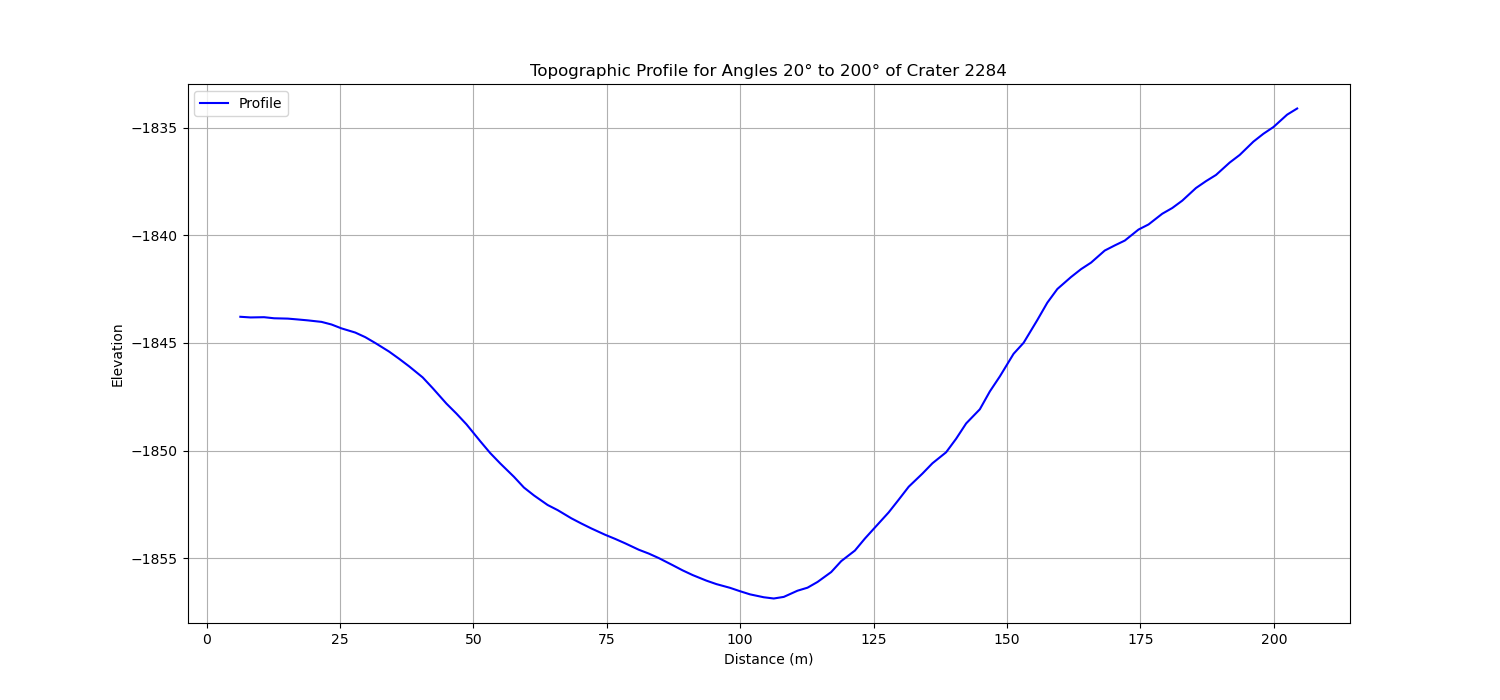 Topographic Profile for Angles 20° to 200° of Crater 2284
Profile
−1835
−1840
−1845
−1850
−1855
Elevation
0 25 50 75 100 125 150 175 200
Distance (m)